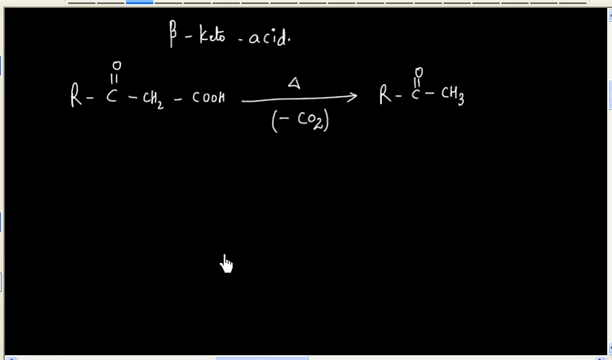 β - keto - acid.
O Δ O
R - C - CH2 - COOH → R - C - CH3
(- CO2)